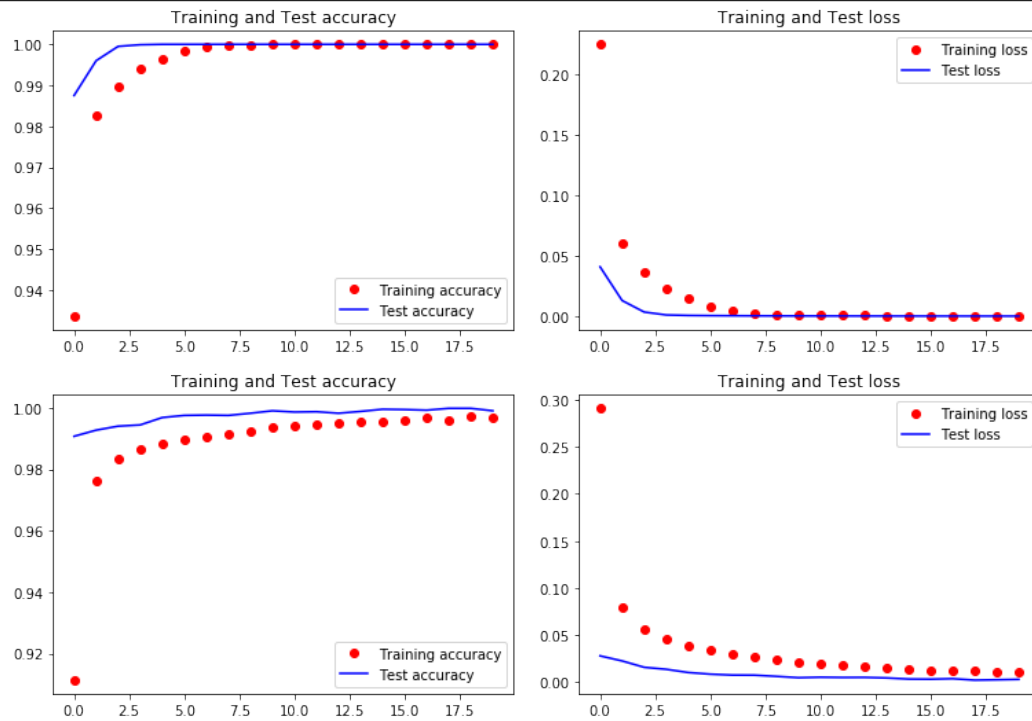 Training and Test accuracy
1.00
0.99
0.98
0.97
0.96
0.95
0.94
Training accuracy
Test accuracy
0.0 2.5 5.0 7.5 10.0 12.5 15.0 17.5
Training and Test loss
0.20
0.15
0.10
0.05
0.00
Training loss
Test loss
0.0 2.5 5.0 7.5 10.0 12.5 15.0 17.5
Training and Test accuracy
1.00
0.98
0.96
0.94
0.92
Training accuracy
Test accuracy
0.0 2.5 5.0 7.5 10.0 12.5 15.0 17.5
Training and Test loss
0.30
0.25
0.20
0.15
0.10
0.05
0.00
Training loss
Test loss
0.0 2.5 5.0 7.5 10.0 12.5 15.0 17.5